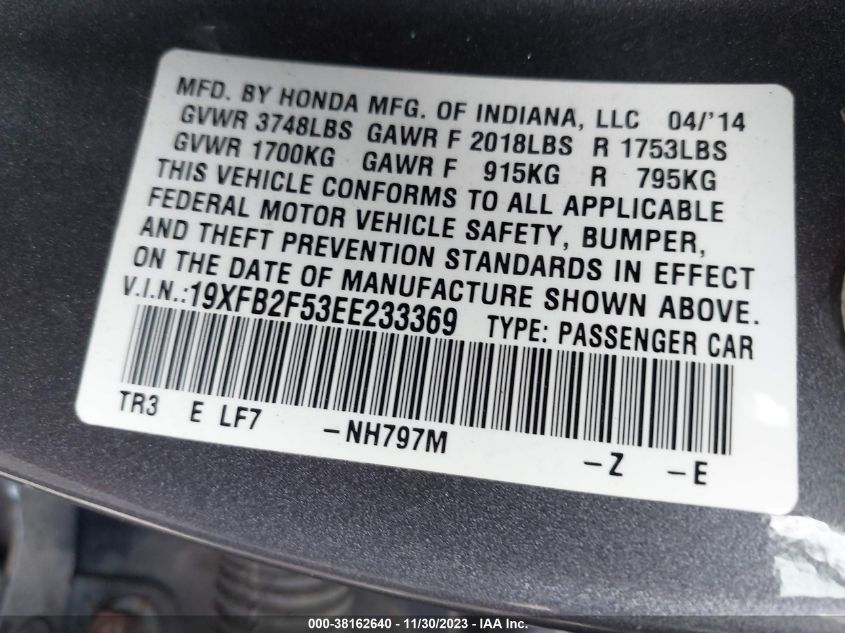 MFD. BY HONDA MFG. OF INDIANA, LLC 04/'14
GVWR 3748LBS GAWR F 2018LBS R 1753LBS
GVWR 1700KG GAWR F 915KG R 795KG
THIS VEHICLE CONFORMS TO ALL APPLICABLE
FEDERAL MOTOR VEHICLE SAFETY, BUMPER,
AND THEFT PREVENTION STANDARDS IN EFFECT
ON THE DATE OF MANUFACTURE SHOWN ABOVE.
V.I.N.:19XFB2F53EE233369 TYPE: PASSENGER CAR
TR3 E LF7 -NH797M -Z -E
000-38162640 - 11/30/2023 - IAA Inc.